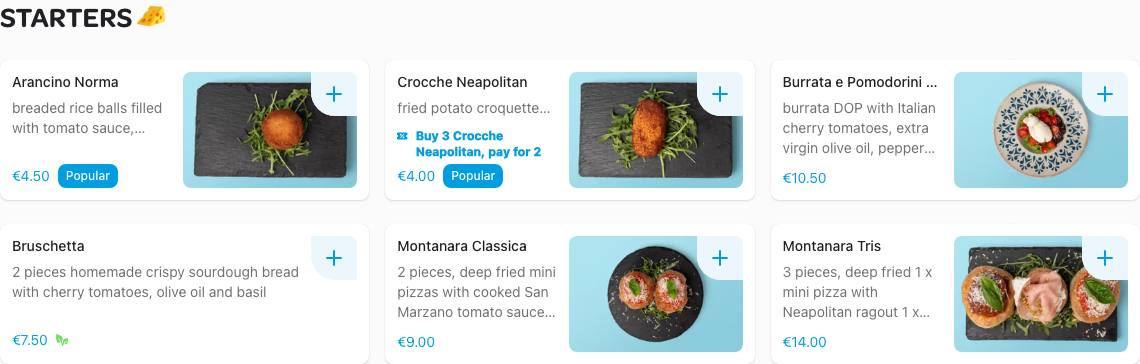 STARTERS
Arancino Norma
breaded rice balls filled
with tomato sauce,...
€4.50 Popular
Crocche Neapolitan
fried potato croquette...
Buy 3 Crocche
Neapolitan, pay for 2
€4.00 Popular
Burrata e Pomodorini ...
burrata DOP with Italian
cherry tomatoes, extra
virgin olive oil, pepper...
€10.50
Bruschetta
2 pieces homemade crispy sourdough bread
with cherry tomatoes, olive oil and basil
€7.50
Montanara Classica
2 pieces, deep fried mini
pizzas with cooked San
Marzano tomato sauce...
€9.00
Montanara Tris
3 pieces, deep fried 1 x
mini pizza with
Neapolitan ragout 1 x...
€14.00